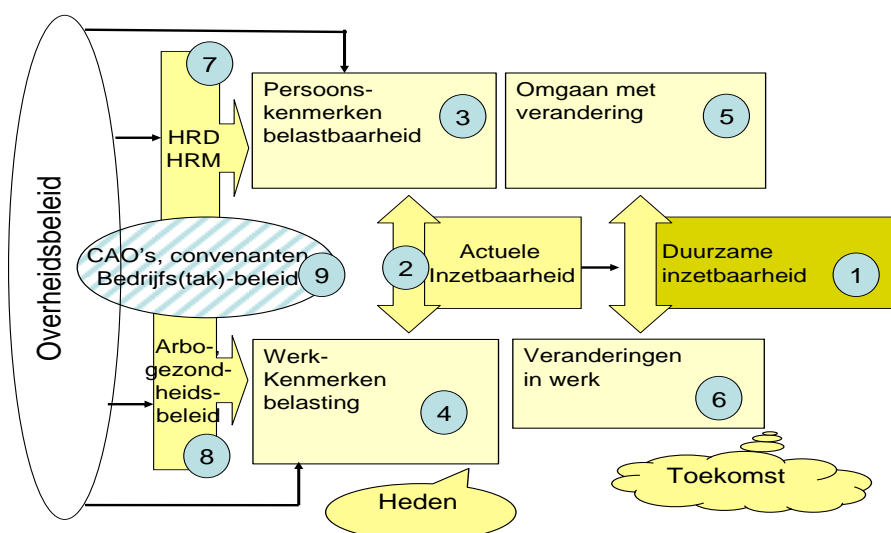 Overheidsbeleid
7
HRD
HRM
Persoons-
kenmerken
belastbaarheid
3
Omgaan met
verandering
5
CAO's, convenanten
Bedrijfs(tak)-beleid
9
2
Actuele
Inzetbaarheid
Duurzame
inzetbaarheid
1
Arbo-,
gezond-
heids-
beleid
8
Werk-
Kenmerken
belasting
4
Veranderingen
in werk
6
Heden
Toekomst